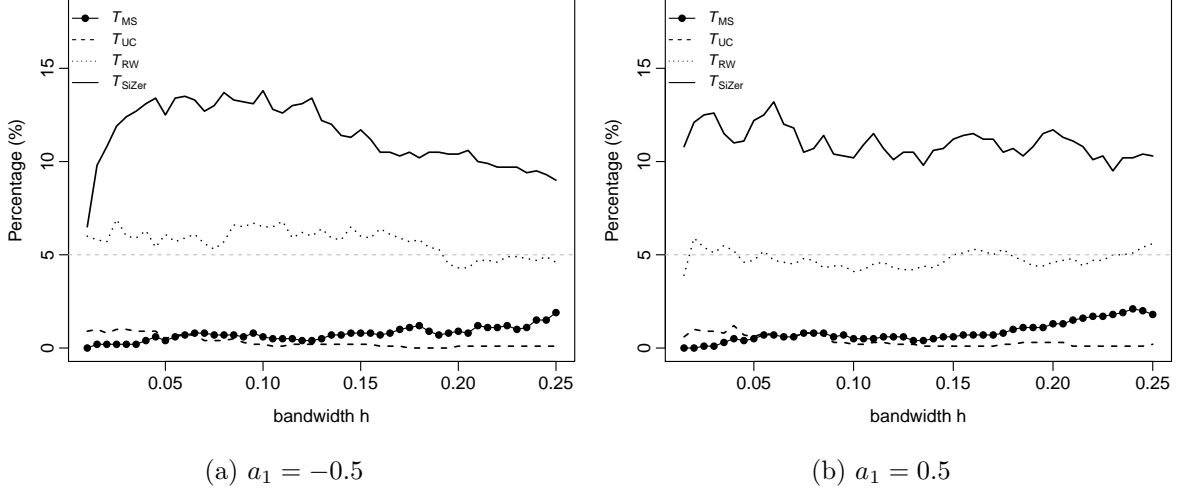 T_MS
T_UC
T_RW
T_SiZer
Percentage (%)
0
5
10
15
0.05 0.10 0.15 0.20 0.25
bandwidth h
(a) a_1 = −0.5
T_MS
T_UC
T_RW
T_SiZer
Percentage (%)
0
5
10
15
0.05 0.10 0.15 0.20 0.25
bandwidth h
(b) a_1 = 0.5